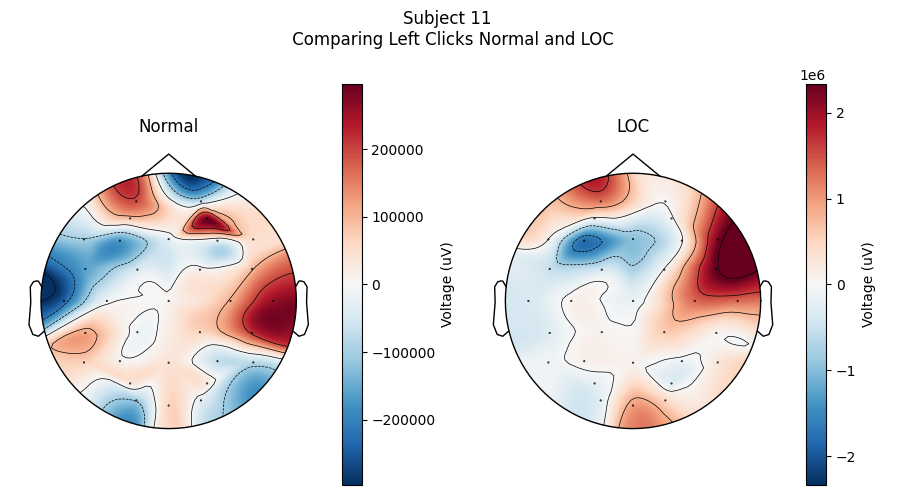 Subject 11
Comparing Left Clicks Normal and LOC
Normal
200000
100000
0
−100000
−200000
Voltage (uV)
LOC
1e6
2
1
0
−1
−2
Voltage (uV)